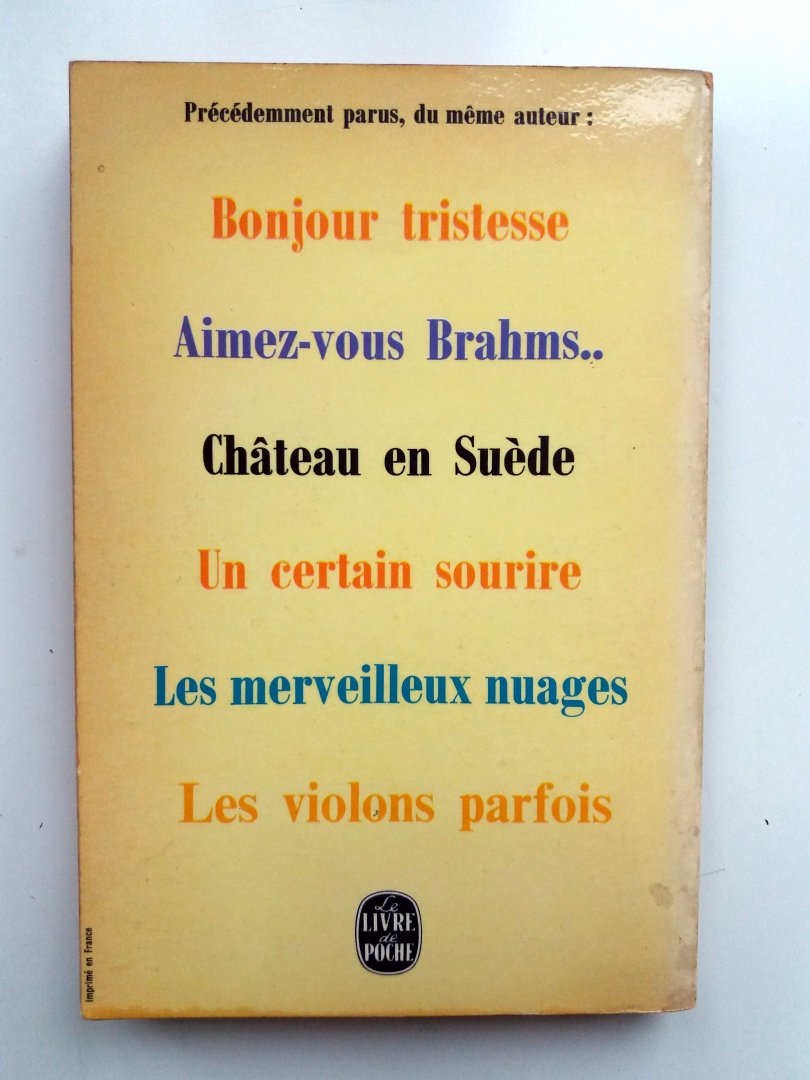 Précédemment parus, du même auteur :
Bonjour tristesse
Aimez-vous Brahms..
Château en Suède
Un certain sourire
Les merveilleux nuages
Les violons parfois
Le
LIVRE
de
POCHE
Imprimé en France